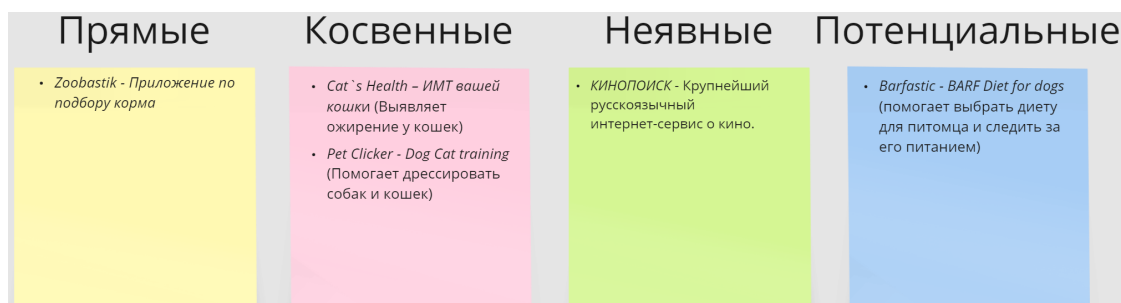 Прямые
Косвенные
Неявные
Потенциальные
• Zoobastik - Приложение по
подбору корма
• Cat`s Health – ИМТ вашей
кошки (Выявляет
ожирение у кошек)
• Pet Clicker - Dog Cat training
(Помогает дрессировать
собак и кошек)
• КИНОПОИСК - Крупнейший
русскоязычный
интернет-сервис о кино.
• Barfastic - BARF Diet for dogs
(помогает выбрать диету
для питомца и следить за
его питанием)